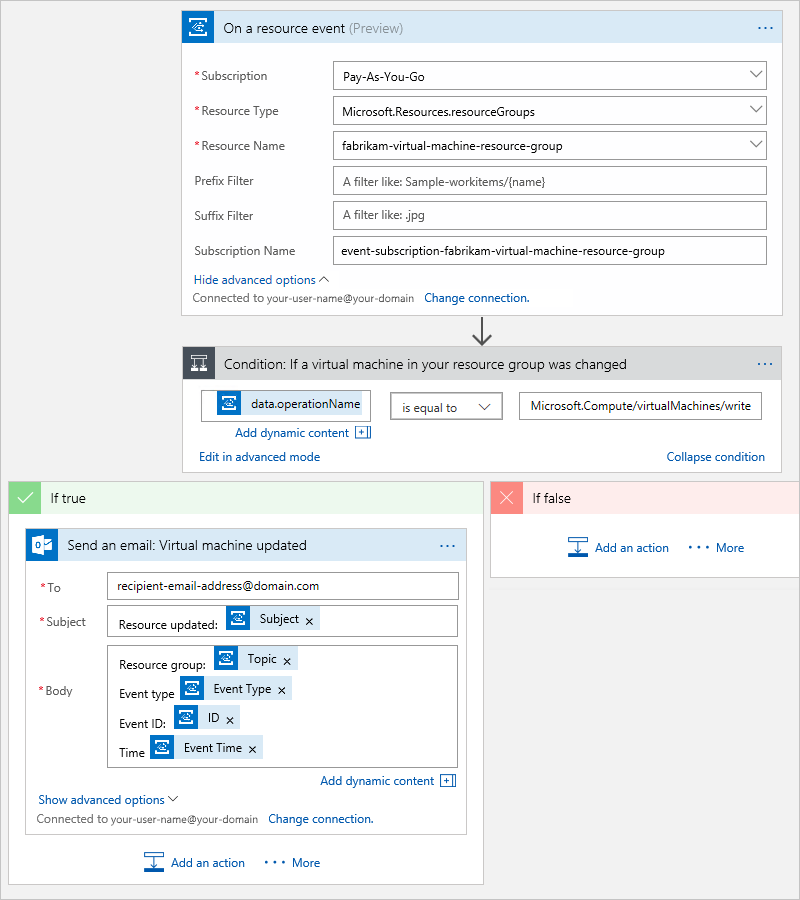 On a resource event (Preview)
*Subscription Pay-As-You-Go
*Resource Type Microsoft.Resources.resourceGroups
*Resource Name fabrikam-virtual-machine-resource-group
Prefix Filter A filter like: Sample-workitems/{name}
Suffix Filter A filter like: .jpg
Subscription Name event-subscription-fabrikam-virtual-machine-resource-group
Hide advanced options
Connected to your-user-name@your-domain Change connection.
Condition: If a virtual machine in your resource group was changed
data.operationName is equal to Microsoft.Compute/virtualMachines/write
Add dynamic content
Edit in advanced mode Collapse condition
If true
Send an email: Virtual machine updated
*To recipient-email-address@domain.com
*Subject Resource updated: Subject ×
*Body
Resource group: Topic ×
Event type Event Type ×
Event ID: ID ×
Time Event Time ×
Add dynamic content
Show advanced options
Connected to your-user-name@your-domain Change connection.
Add an action ··· More
If false
Add an action ··· More